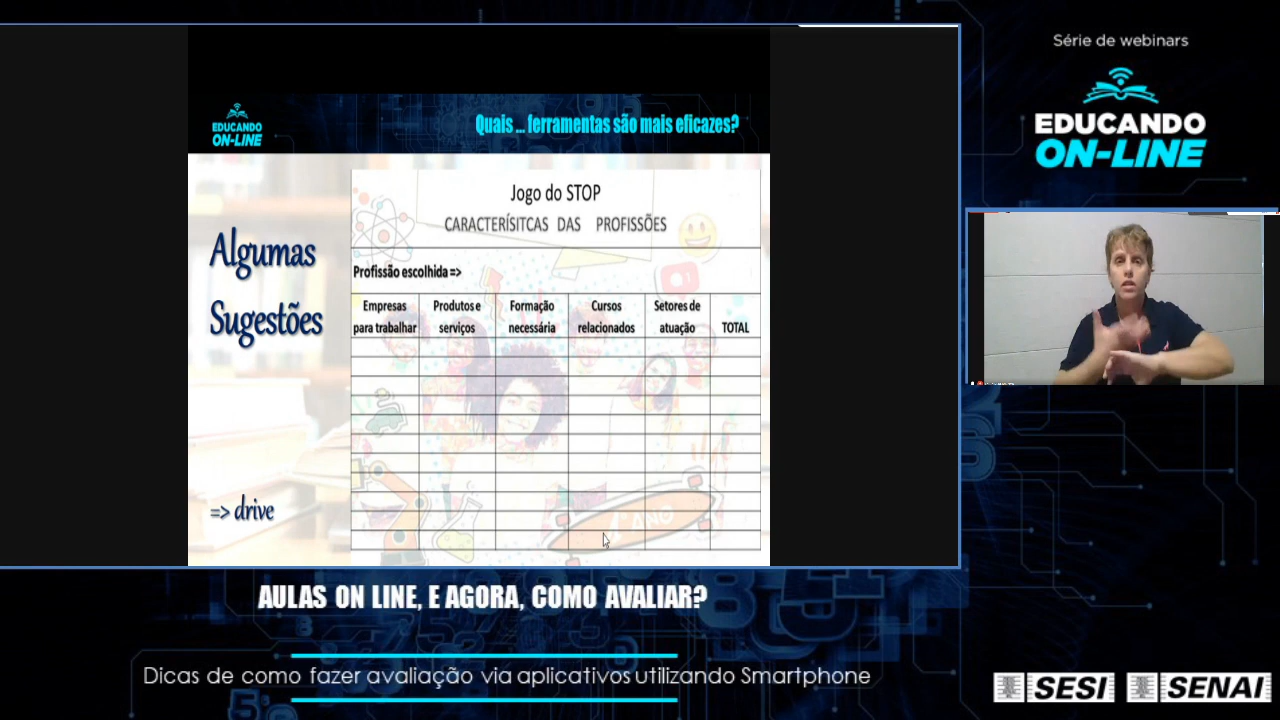 Série de webinars
EDUCANDO
ON-LINE
EDUCANDO
ON-LINE
Quais ... ferramentas são mais eficazes?
Algumas
Sugestões
=> drive
Jogo do STOP
CARACTERÍSITCAS DAS PROFISSÕES
Profissão escolhida =>
Empresas para trabalhar
Produtos e serviços
Formação necessária
Cursos relacionados
Setores de atuação
TOTAL
1º ANO
AULAS ON LINE, E AGORA, COMO AVALIAR?
Dicas de como fazer avaliação via aplicativos utilizando Smartphone
SESI SENAI